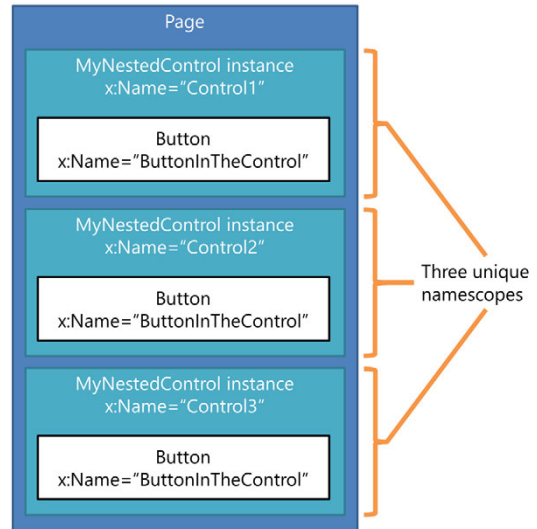 Page
MyNestedControl instance
x:Name=“Control1”
Button
x:Name=“ButtonInTheControl”
MyNestedControl instance
x:Name=“Control2”
Button
x:Name=“ButtonInTheControl”
Three unique
namescopes
MyNestedControl instance
x:Name=“Control3”
Button
x:Name=“ButtonInTheControl”